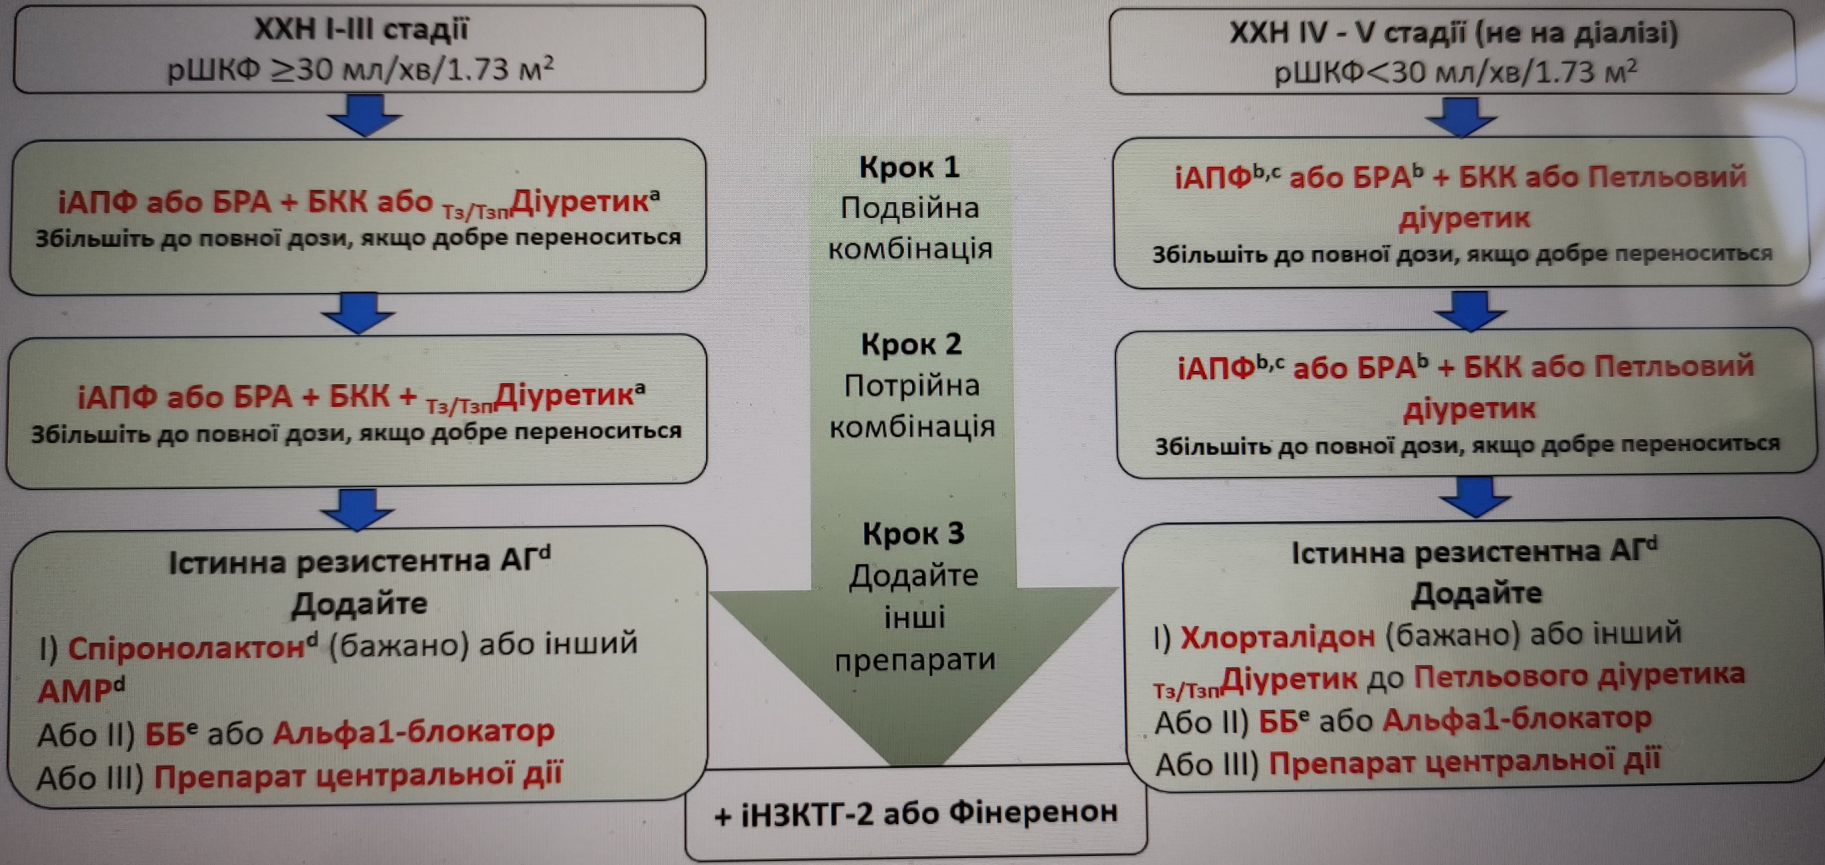 ХХН І-ІІІ стадії
рШКФ ≥30 мл/хв/1.73 м²
іАПФ або БРА + БКК або Тз/ТзпДіуретикᵃ
Збільшіть до повної дози, якщо добре переноситься
іАПФ або БРА + БКК + Тз/ТзпДіуретикᵃ
Збільшіть до повної дози, якщо добре переноситься
Істинна резистентна АГᵈ
Додайте
І) Спіронолактонᵈ (бажано) або інший
АМРᵈ
Або ІІ) ББᵉ або Альфа1-блокатор
Або ІІІ) Препарат центральної дії
Крок 1
Подвійна
комбінація
Крок 2
Потрійна
комбінація
Крок 3
Додайте
інші
препарати
ХХН IV - V стадії (не на діалізі)
рШКФ<30 мл/хв/1.73 м²
іАПФᵇ,ᶜ або БРАᵇ + БКК або Петльовий
діуретик
Збільшіть до повної дози, якщо добре переноситься
іАПФᵇ,ᶜ або БРАᵇ + БКК або Петльовий
діуретик
Збільшіть до повної дози, якщо добре переноситься
Істинна резистентна АГᵈ
Додайте
І) Хлорталідон (бажано) або інший
Тз/ТзпДіуретик до Петльового діуретика
Або ІІ) ББᵉ або Альфа1-блокатор
Або ІІІ) Препарат центральної дії
+ іНЗКТГ-2 або Фінеренон